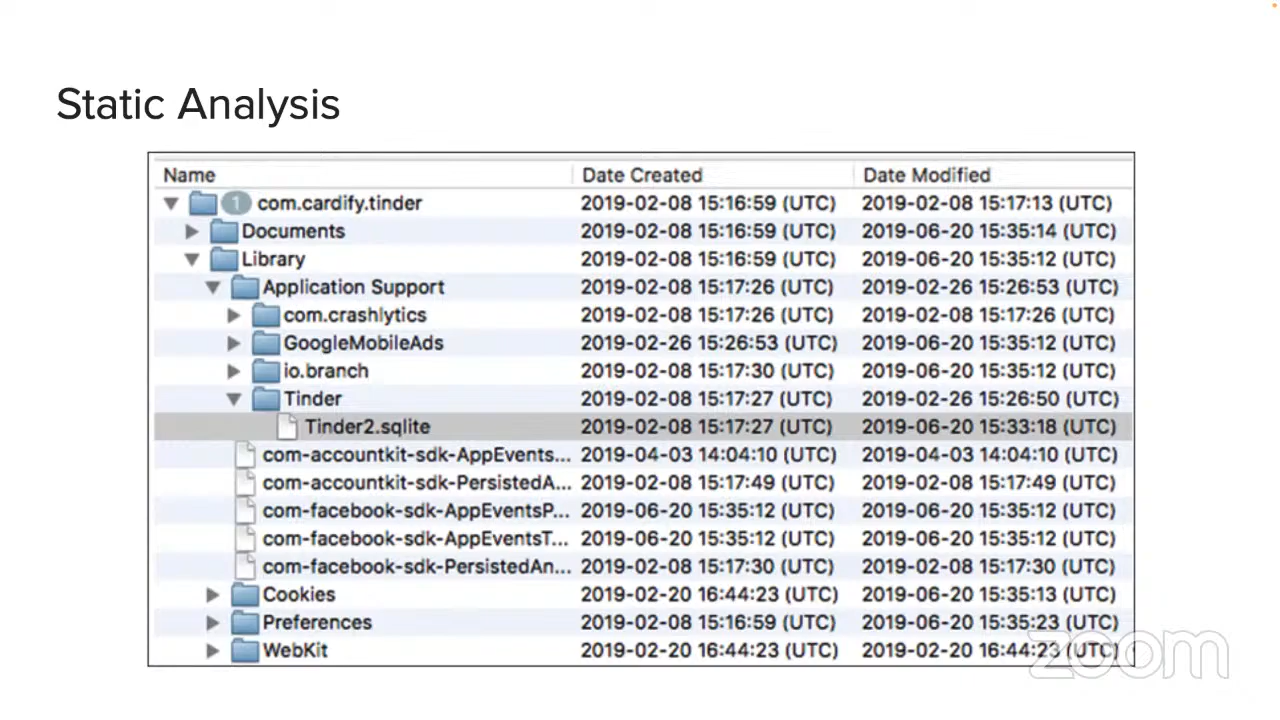 Static Analysis
Name Date Created Date Modified
1 com.cardify.tinder 2019-02-08 15:16:59 (UTC) 2019-02-08 15:17:13 (UTC)
Documents 2019-02-08 15:16:59 (UTC) 2019-06-20 15:35:14 (UTC)
Library 2019-02-08 15:16:59 (UTC) 2019-06-20 15:35:12 (UTC)
Application Support 2019-02-08 15:17:26 (UTC) 2019-02-26 15:26:53 (UTC)
com.crashlytics 2019-02-08 15:17:26 (UTC) 2019-02-08 15:17:26 (UTC)
GoogleMobileAds 2019-02-26 15:26:53 (UTC) 2019-06-20 15:35:12 (UTC)
io.branch 2019-02-08 15:17:30 (UTC) 2019-06-20 15:35:12 (UTC)
Tinder 2019-02-08 15:17:27 (UTC) 2019-02-26 15:26:50 (UTC)
Tinder2.sqlite 2019-02-08 15:17:27 (UTC) 2019-06-20 15:33:18 (UTC)
com-accountkit-sdk-AppEvents... 2019-04-03 14:04:10 (UTC) 2019-04-03 14:04:10 (UTC)
com-accountkit-sdk-PersistedA... 2019-02-08 15:17:49 (UTC) 2019-02-08 15:17:49 (UTC)
com-facebook-sdk-AppEventsP... 2019-06-20 15:35:12 (UTC) 2019-06-20 15:35:12 (UTC)
com-facebook-sdk-AppEventsT... 2019-06-20 15:35:12 (UTC) 2019-06-20 15:35:12 (UTC)
com-facebook-sdk-PersistedAn... 2019-02-08 15:17:30 (UTC) 2019-02-08 15:17:30 (UTC)
Cookies 2019-02-20 16:44:23 (UTC) 2019-06-20 15:35:13 (UTC)
Preferences 2019-02-08 15:16:59 (UTC) 2019-06-20 15:35:23 (UTC)
WebKit 2019-02-20 16:44:23 (UTC) 2019-02-20 16:44:23 (UTC)
zoom